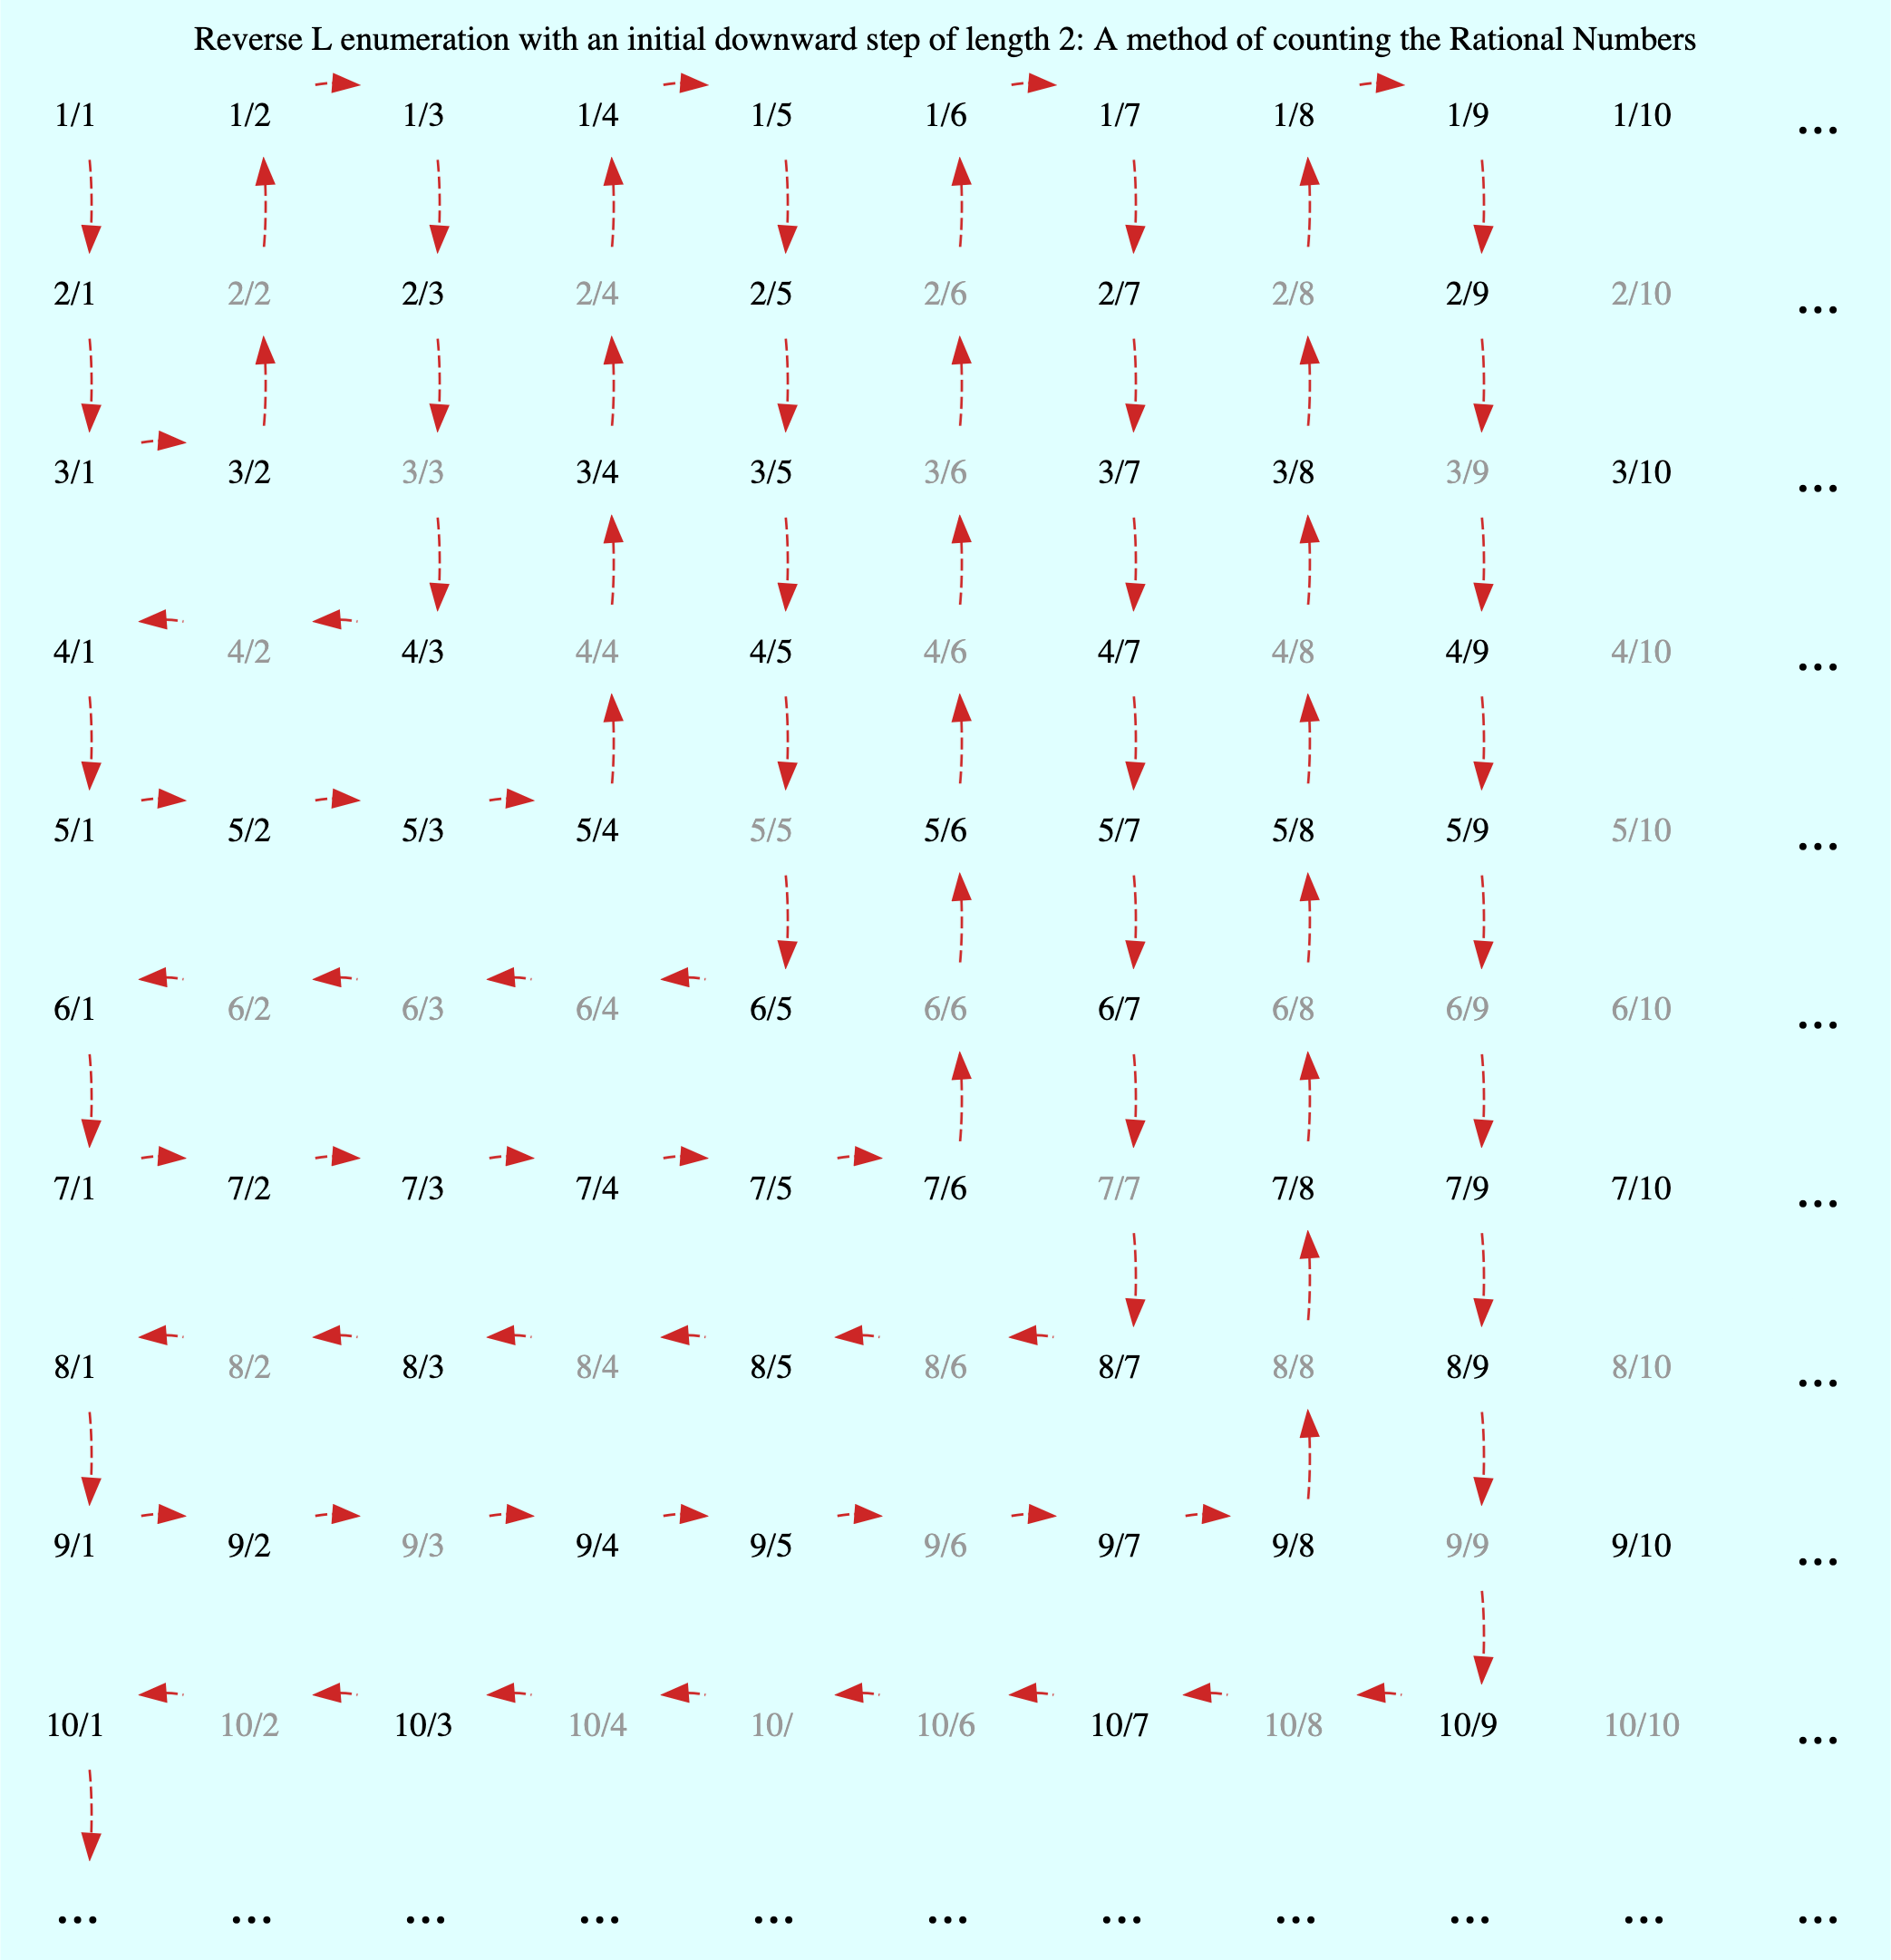 Reverse L enumeration with an initial downward step of length 2: A method of counting the Rational Numbers
1/1 1/2 1/3 1/4 1/5 1/6 1/7 1/8 1/9 1/10 ...
2/1 2/2 2/3 2/4 2/5 2/6 2/7 2/8 2/9 2/10 ...
3/1 3/2 3/3 3/4 3/5 3/6 3/7 3/8 3/9 3/10 ...
4/1 4/2 4/3 4/4 4/5 4/6 4/7 4/8 4/9 4/10 ...
5/1 5/2 5/3 5/4 5/5 5/6 5/7 5/8 5/9 5/10 ...
6/1 6/2 6/3 6/4 6/5 6/6 6/7 6/8 6/9 6/10 ...
7/1 7/2 7/3 7/4 7/5 7/6 7/7 7/8 7/9 7/10 ...
8/1 8/2 8/3 8/4 8/5 8/6 8/7 8/8 8/9 8/10 ...
9/1 9/2 9/3 9/4 9/5 9/6 9/7 9/8 9/9 9/10 ...
10/1 10/2 10/3 10/4 10/ 10/6 10/7 10/8 10/9 10/10 ...
... ... ... ... ... ... ... ... ... ... ...